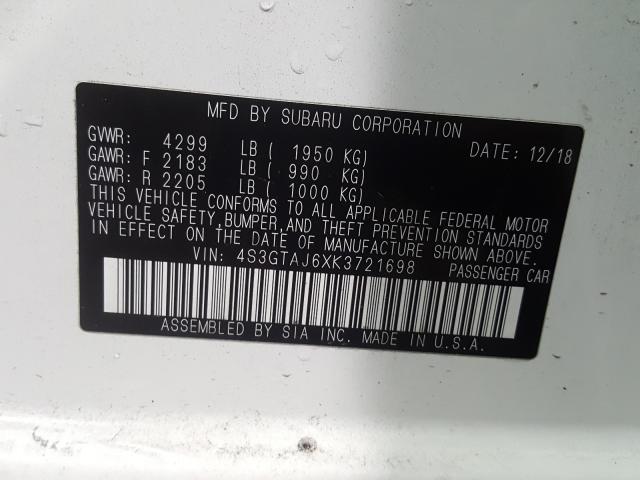 MFD BY SUBARU CORPORATION
GVWR: 4299 LB ( 1950 KG) DATE: 12/18
GAWR: F 2183 LB ( 990 KG)
GAWR: R 2205 LB ( 1000 KG)
THIS VEHICLE CONFORMS TO ALL APPLICABLE FEDERAL MOTOR
VEHICLE SAFETY,BUMPER,AND THEFT PREVENTION STANDARDS
IN EFFECT ON THE DATE OF MANUFACTURE SHOWN ABOVE.
VIN: 4S3GTAJ6XK3721698 PASSENGER CAR
ASSEMBLED BY SIA INC. MADE IN U.S.A.